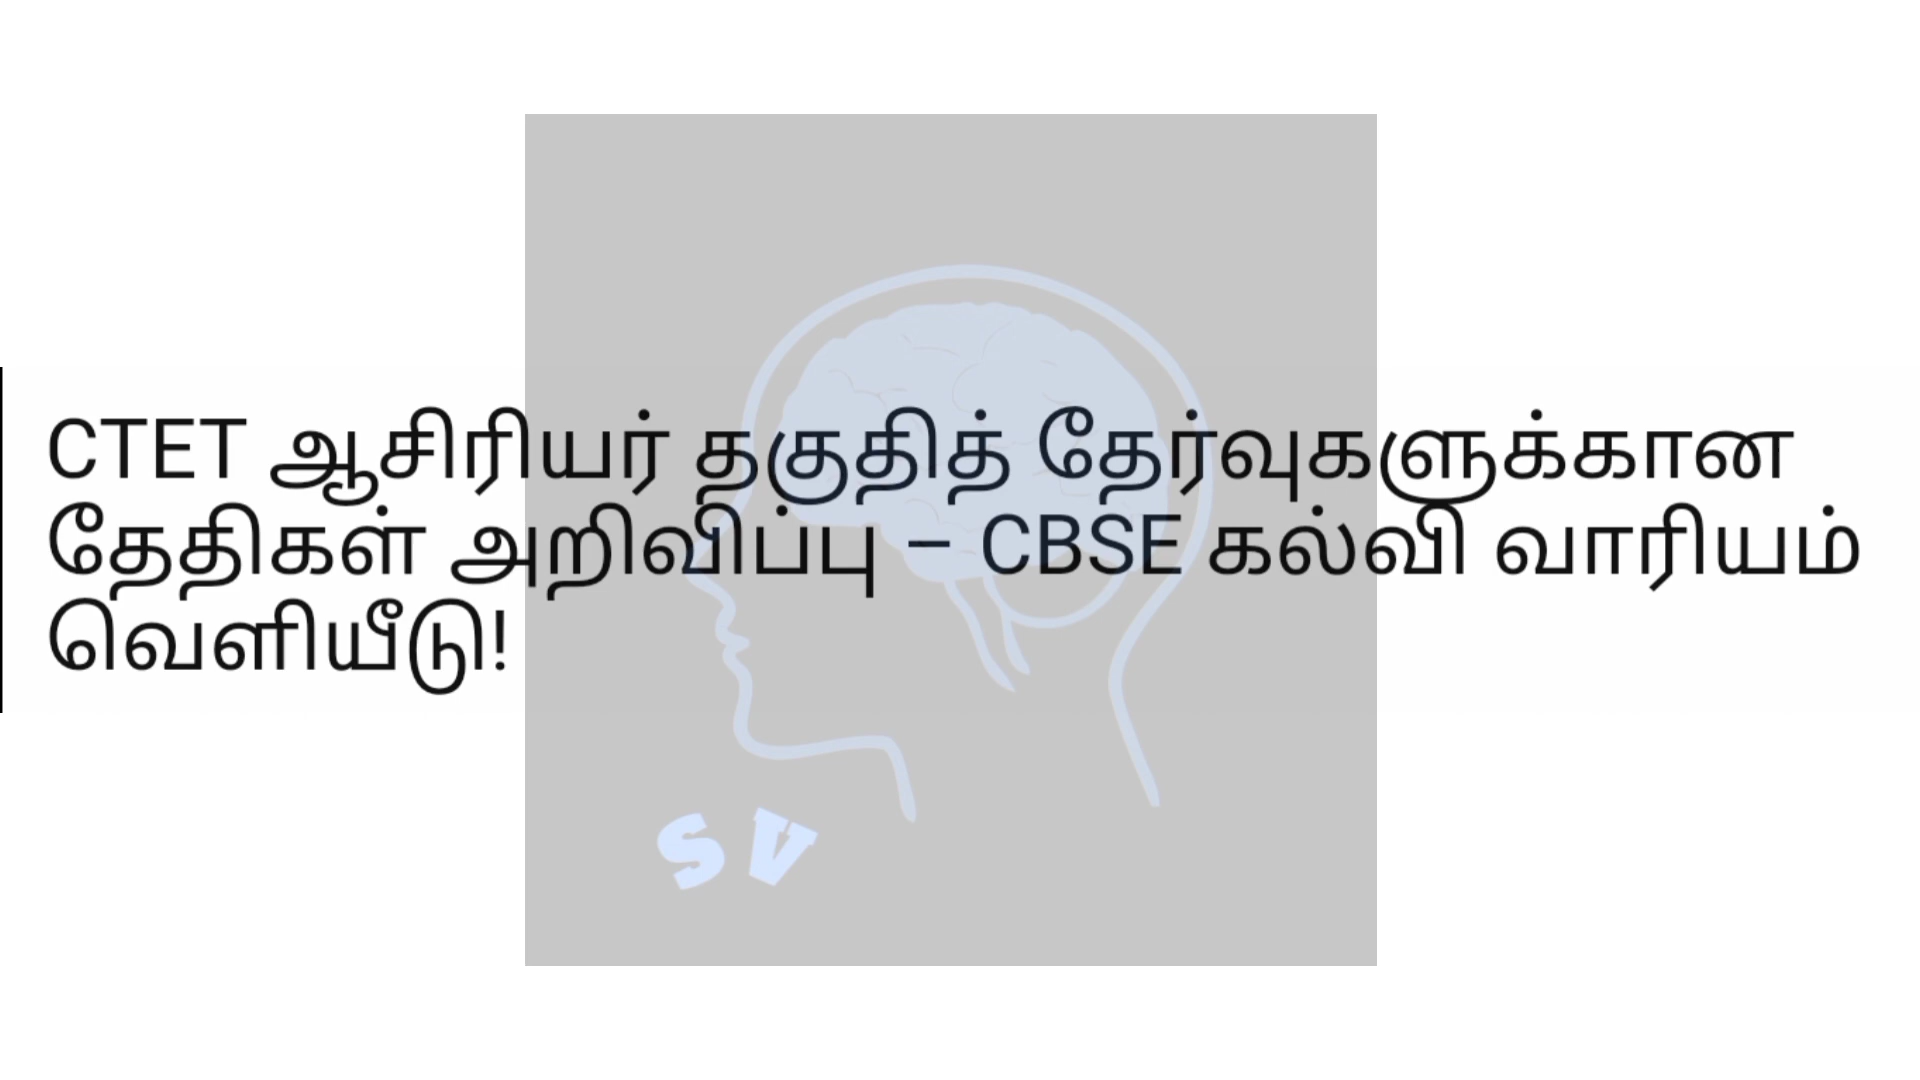 CTET ஆசிரியர் தகுதித் தேர்வுகளுக்கான
தேதிகள் அறிவிப்பு – CBSE கல்வி வாரியம்
வெளியீடு!
SV